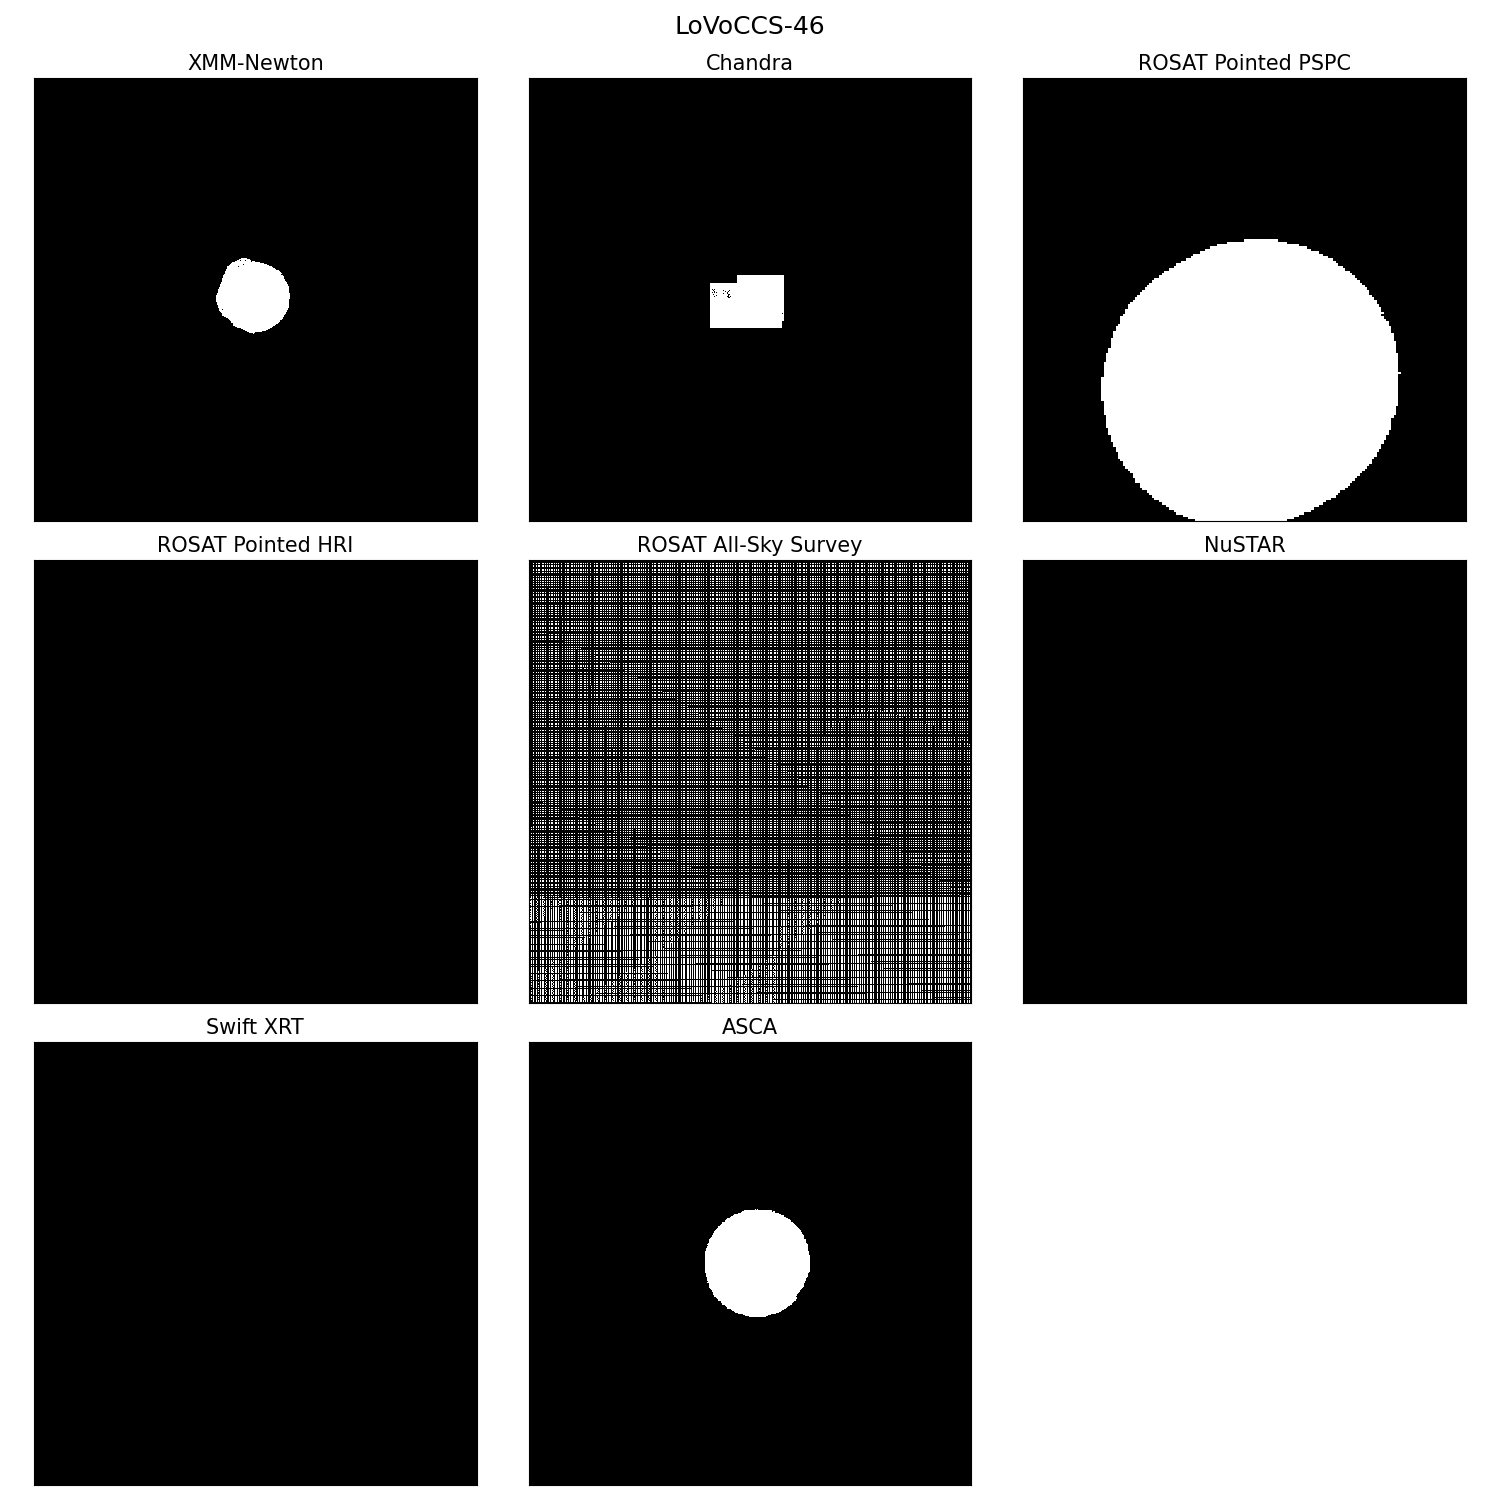 LoVoCCS-46
XMM-Newton
Chandra
ROSAT Pointed PSPC
ROSAT Pointed HRI
ROSAT All-Sky Survey
NuSTAR
Swift XRT
ASCA